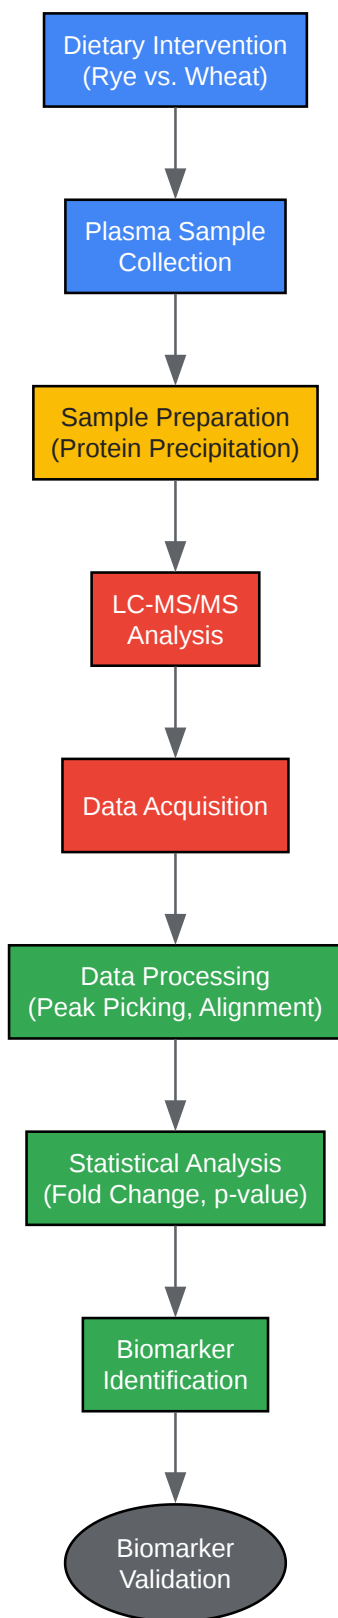 Dietary Intervention
(Rye vs. Wheat)
Plasma Sample
Collection
Sample Preparation
(Protein Precipitation)
LC-MS/MS
Analysis
Data Acquisition
Data Processing
(Peak Picking, Alignment)
Statistical Analysis
(Fold Change, p-value)
Biomarker
Identification
Biomarker
Validation